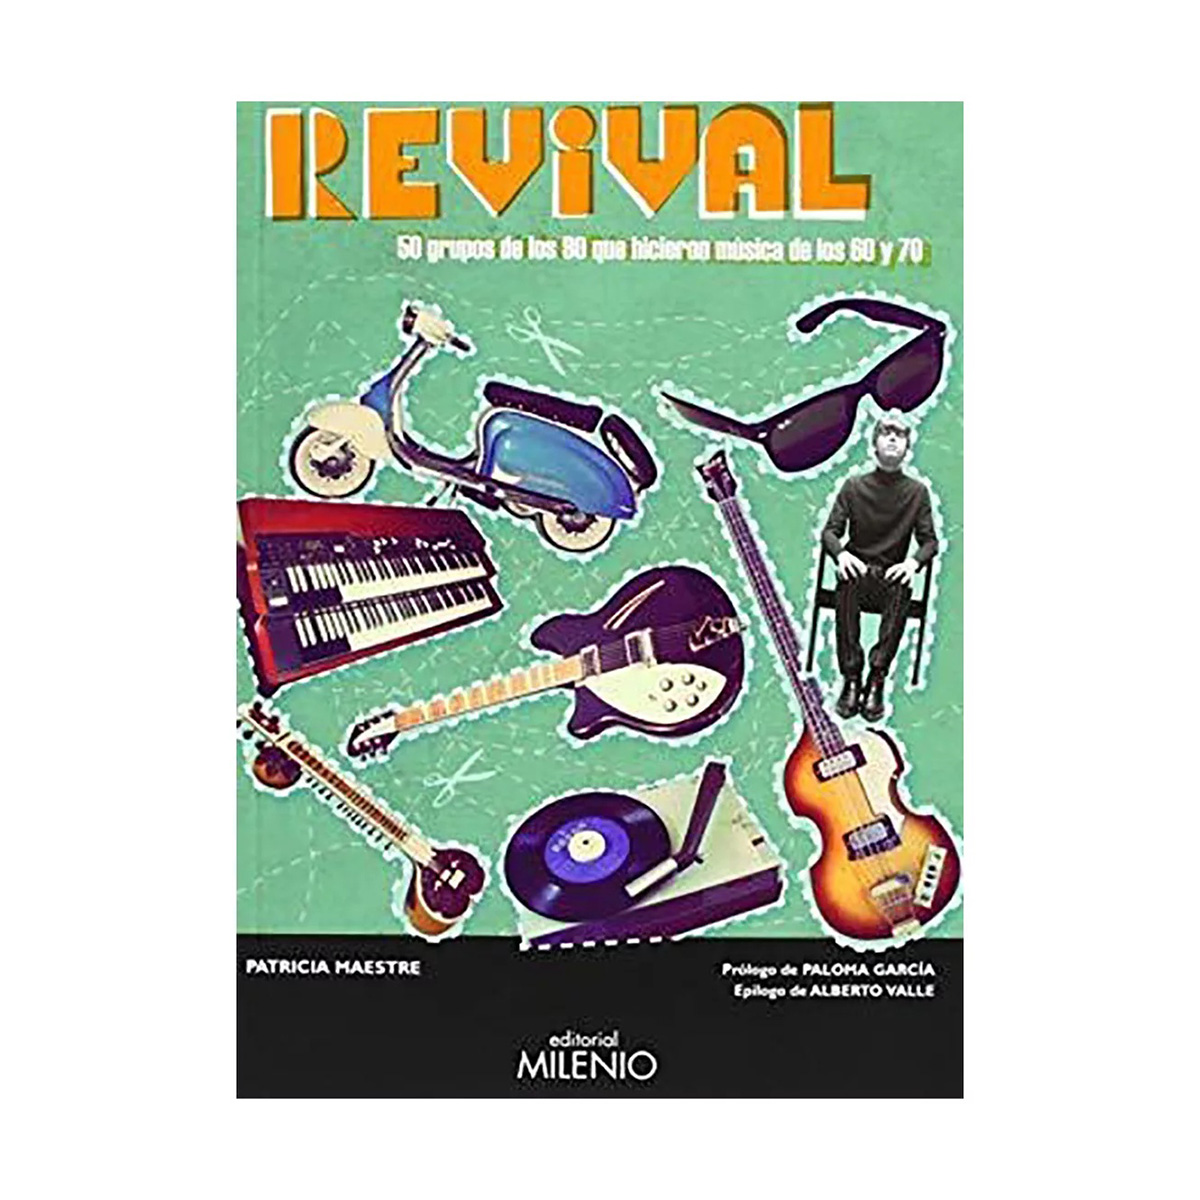 REViVAL
50 grupos de los 80 que hicieron música de los 60 y 70
PATRICIA MAESTRE
Prólogo de PALOMA GARCÍA
Epílogo de ALBERTO VALLE
editorial
MILENIO